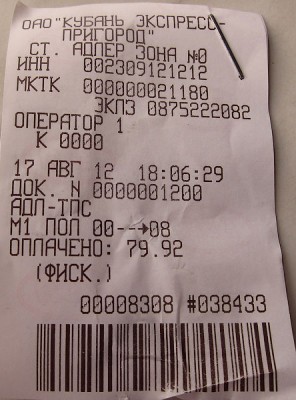 ОАО "КУБАНЬ ЭКСПРЕСС-
ПРИГОРОД"
СТ. АДЛЕР ЗОНА №0
ИНН 002309121212
МКТК 000000021180
ЭКЛЗ 0875222082
ОПЕРАТОР 1
К 0000
17 АВГ 12 18:06:29
ДОК. N 0000001200
АДЛ-ТПС
М1 ПОЛ 00-->08
ОПЛАЧЕНО: 79.92
(ФИСК.)
00008308 #038433